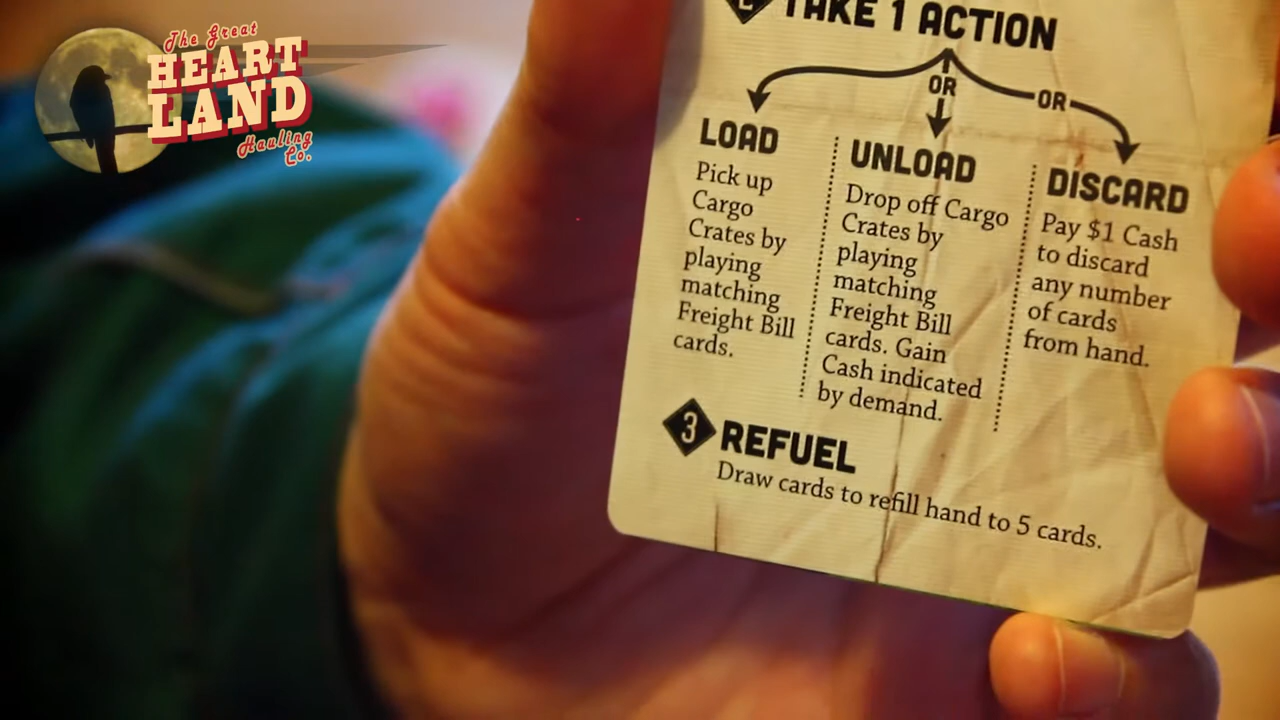 The Great
HEART
LAND
Hauling
Co.
TAKE 1 ACTION
OR
OR
LOAD
Pick up
Cargo
Crates by
playing
matching
Freight Bill
cards.
UNLOAD
Drop off Cargo
Crates by
playing
matching
Freight Bill
cards. Gain
Cash indicated
by demand.
DISCARD
Pay $1 Cash
to discard
any number
of cards
from hand.
3 REFUEL
Draw cards to refill hand to 5 cards.